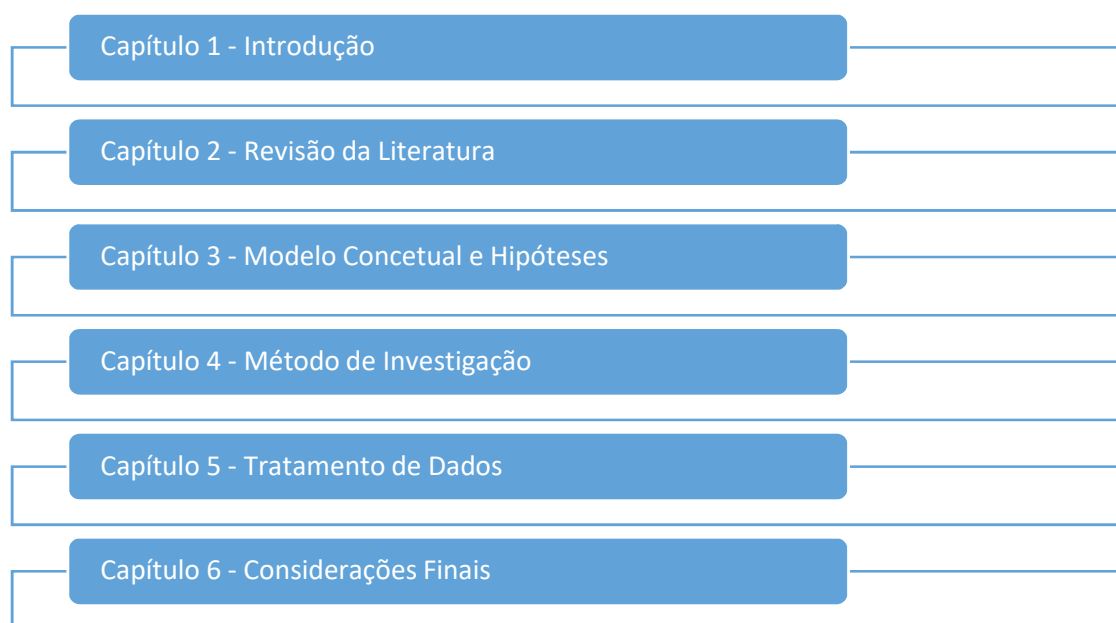 Capítulo 1 - Introdução
Capítulo 2 - Revisão da Literatura
Capítulo 3 - Modelo Concetual e Hipóteses
Capítulo 4 - Método de Investigação
Capítulo 5 - Tratamento de Dados
Capítulo 6 - Considerações Finais